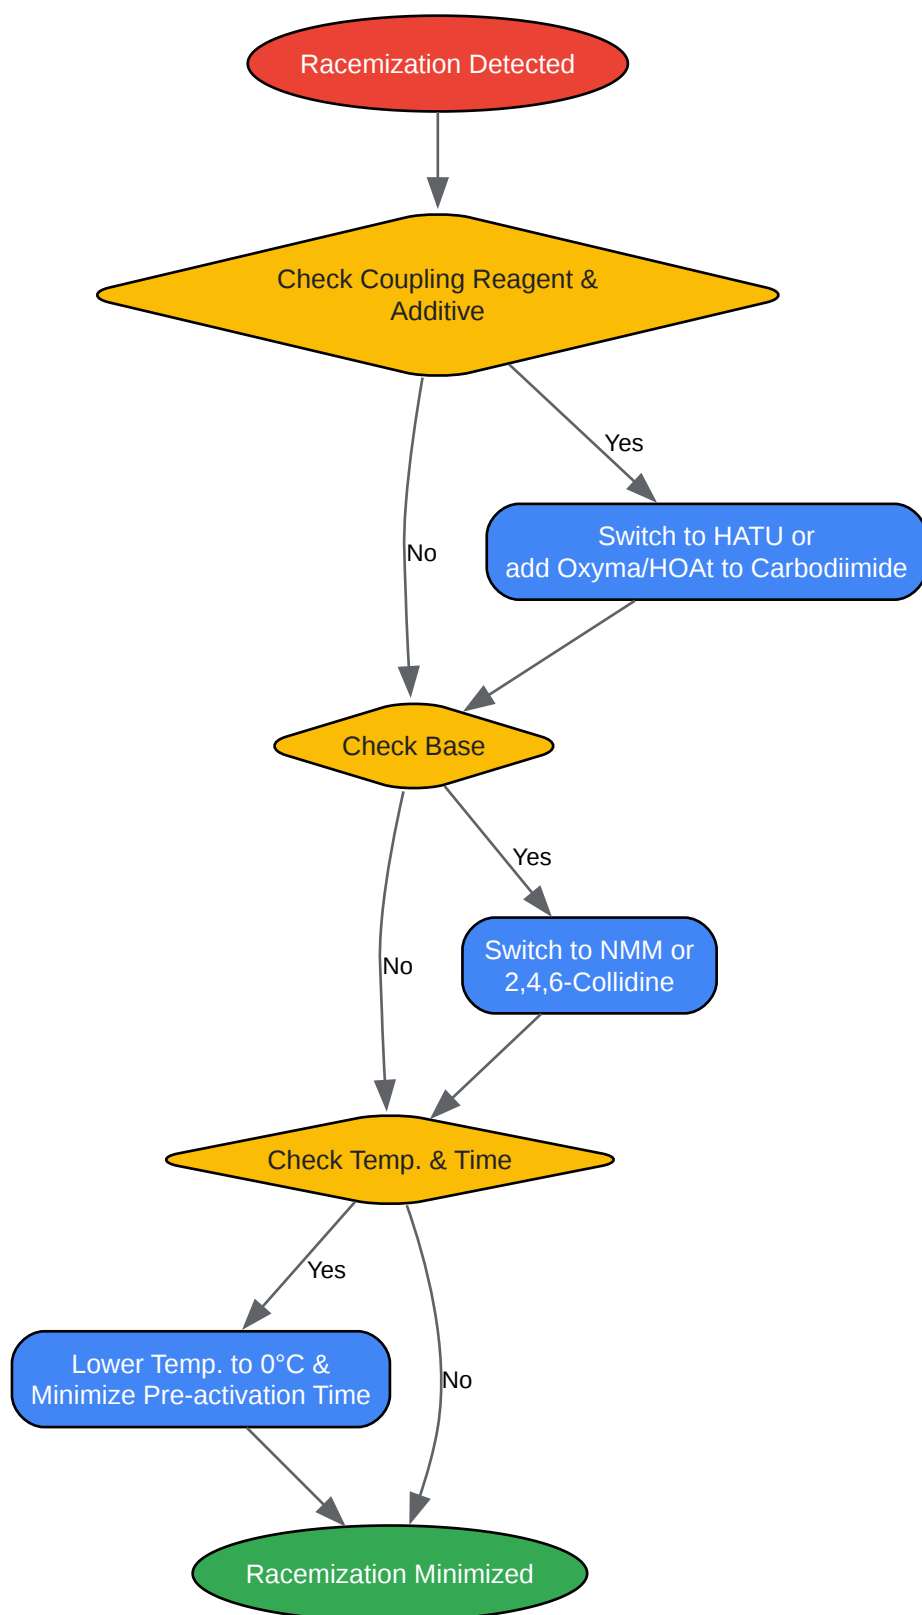 Racemization Detected
Check Coupling Reagent &
Additive
Yes
Switch to HATU or
add Oxyma/HOAt to Carbodiimide
No
Check Base
Yes
Switch to NMM or
2,4,6-Collidine
No
Check Temp. & Time
Yes
Lower Temp. to 0°C &
Minimize Pre-activation Time
No
Racemization Minimized